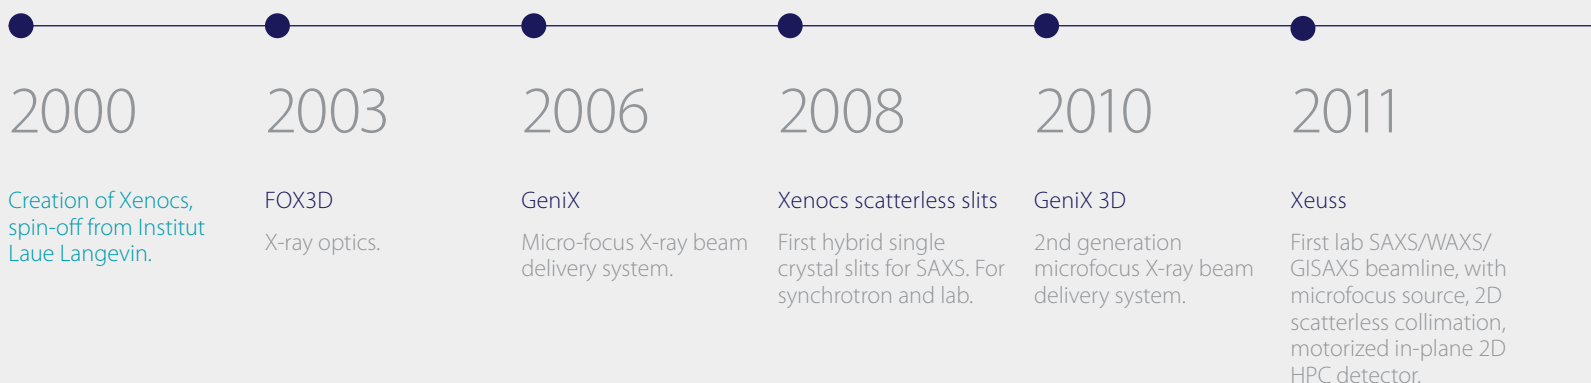 2000
Creation of Xenocs,
spin-off from Institut
Laue Langevin.
2003
FOX3D
X-ray optics.
2006
GeniX
Micro-focus X-ray beam
delivery system.
2008
Xenocs scatterless slits
First hybrid single
crystal slits for SAXS. For
synchrotron and lab.
2010
GeniX 3D
2nd generation
microfocus X-ray beam
delivery system.
2011
Xeuss
First lab SAXS/WAXS/
GISAXS beamline, with
microfocus source, 2D
scatterless collimation,
motorized in-plane 2D
HPC detector.